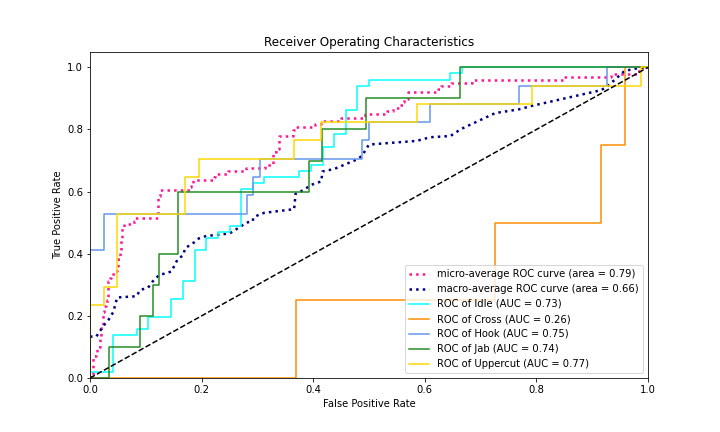 Receiver Operating Characteristics
True Positive Rate
1.0
0.8
0.6
0.4
0.2
0.0
micro-average ROC curve (area = 0.79)
macro-average ROC curve (area = 0.66)
ROC of Idle (AUC = 0.73)
ROC of Cross (AUC = 0.26)
ROC of Hook (AUC = 0.75)
ROC of Jab (AUC = 0.74)
ROC of Uppercut (AUC = 0.77)
0.0 0.2 0.4 0.6 0.8 1.0
False Positive Rate